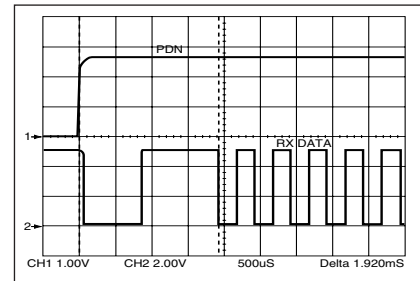 PDN
1
RX DATA
2
CH1 1.00V CH2 2.00V 500uS Delta 1.920mS